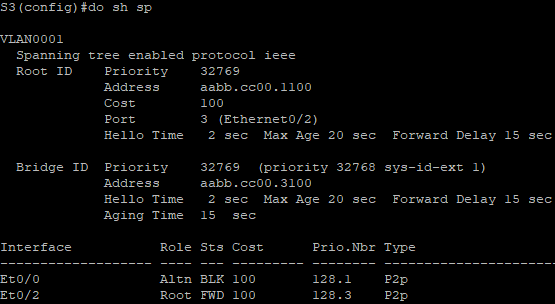 S3(config)#do sh sp
VLAN0001
Spanning tree enabled protocol ieee
Root ID Priority 32769
Address aabb.cc00.1100
Cost 100
Port 3 (Ethernet0/2)
Hello Time 2 sec Max Age 20 sec Forward Delay 15 sec
Bridge ID Priority 32769 (priority 32768 sys-id-ext 1)
Address aabb.cc00.3100
Hello Time 2 sec Max Age 20 sec Forward Delay 15 sec
Aging Time 15 sec
Interface Role Sts Cost Prio.Nbr Type
------------------- ---- --- --------- -------- --------------------------------
Et0/0 Altn BLK 100 128.1 P2p
Et0/2 Root FWD 100 128.3 P2p